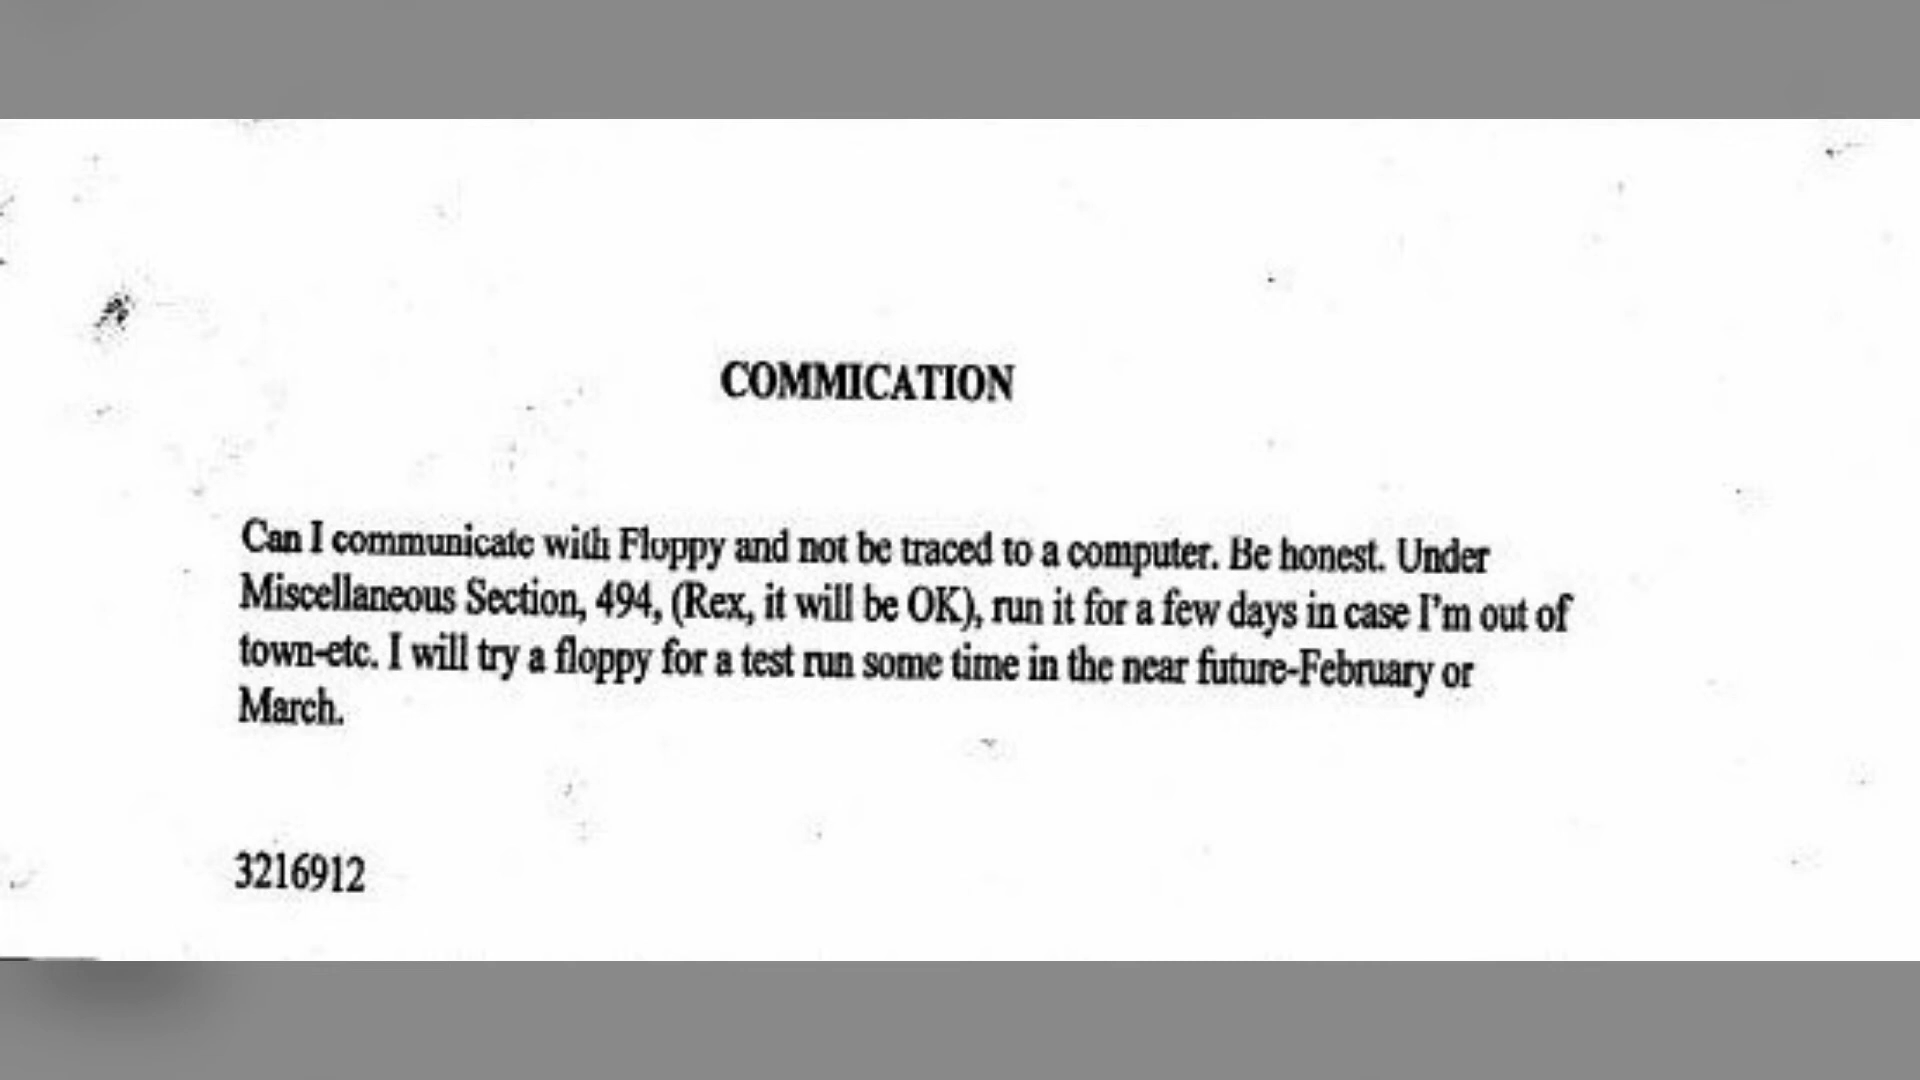 COMMICATION
Can I communicate with Floppy and not be traced to a computer. Be honest. Under
Miscellaneous Section, 494, (Rex, it will be OK), run it for a few days in case I'm out of
town-etc. I will try a floppy for a test run some time in the near future-February or
March.
3216912